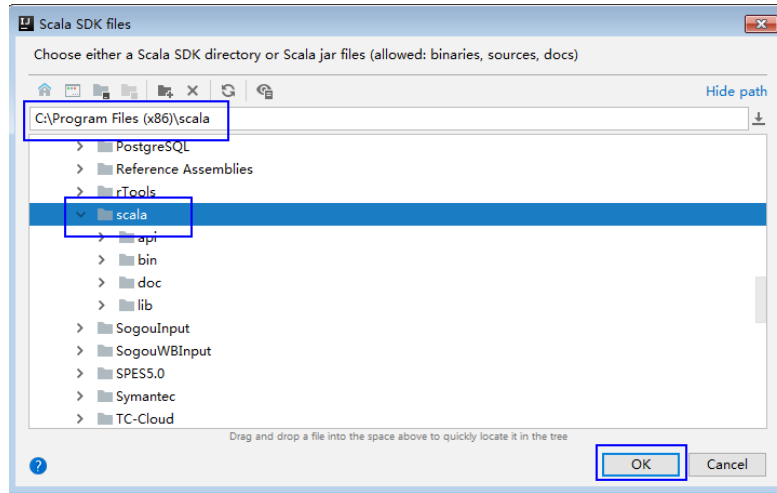 Scala SDK files
Choose either a Scala SDK directory or Scala jar files (allowed: binaries, sources, docs)
Hide path
C:\Program Files (x86)\scala
PostgreSQL
Reference Assemblies
rTools
scala
api
bin
doc
lib
SogouInput
SogouWBInput
SPES5.0
Symantec
TC-Cloud
Drag and drop a file into the space above to quickly locate it in the tree
? OK Cancel